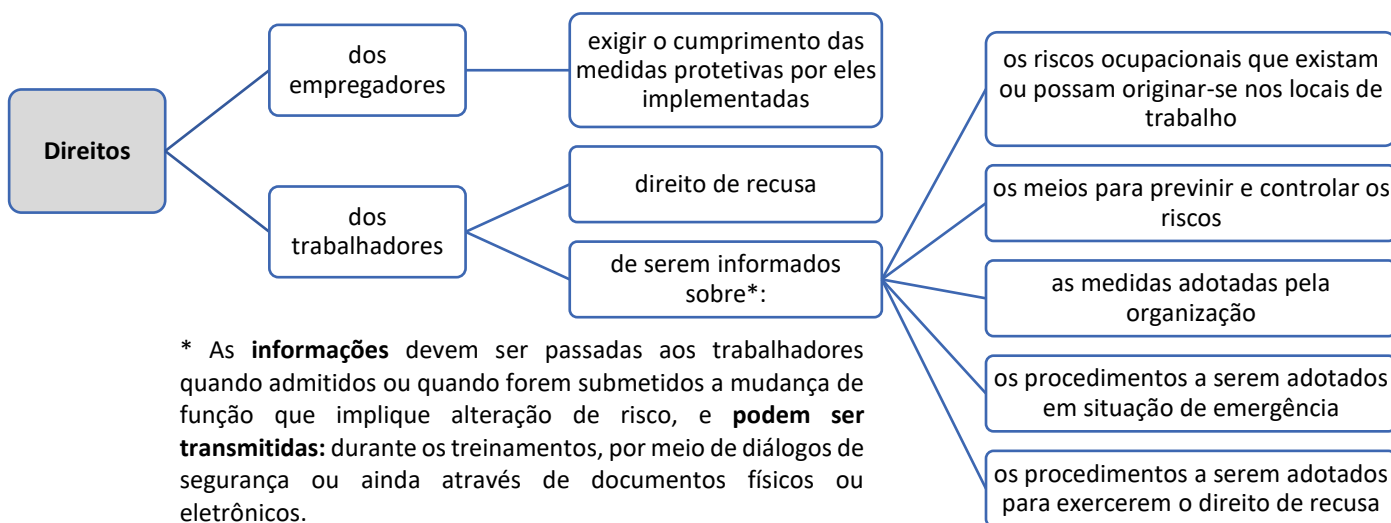 Direitos
dos
empregadores
exigir o cumprimento das
medidas protetivas por eles
implementadas
dos
trabalhadores
direito de recusa
de serem informados
sobre*:
os riscos ocupacionais que existam
ou possam originar-se nos locais de
trabalho
os meios para previnir e controlar os
riscos
as medidas adotadas pela
organização
os procedimentos a serem adotados
em situação de emergência
os procedimentos a serem adotados
para exercerem o direito de recusa
* As informações devem ser passadas aos trabalhadores
quando admitidos ou quando forem submetidos a mudança de
função que implique alteração de risco, e podem ser
transmitidas: durante os treinamentos, por meio de diálogos de
segurança ou ainda através de documentos físicos ou
eletrônicos.